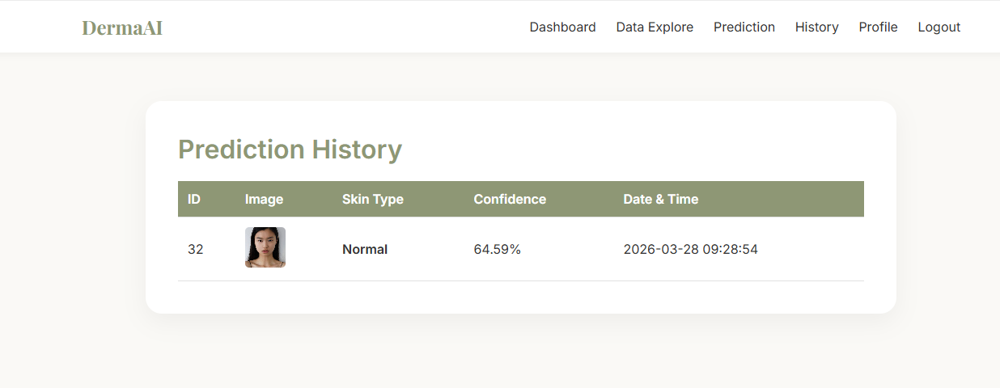 DermaAI Dashboard Data Explore Prediction History Profile Logout
Prediction History
ID Image Skin Type Confidence Date & Time
32 Normal 64.59% 2026-03-28 09:28:54